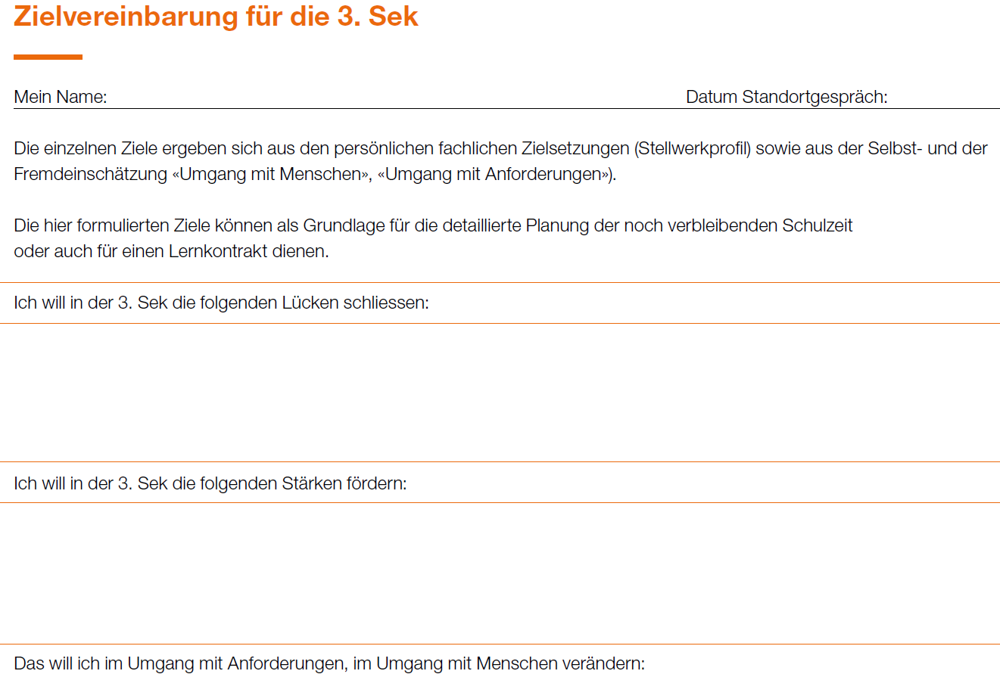 Zielvereinbarung für die 3. Sek
Mein Name: Datum Standortgespräch:
Die einzelnen Ziele ergeben sich aus den persönlichen fachlichen Zielsetzungen (Stellwerkprofil) sowie aus der Selbst- und der
Fremdeinschätzung «Umgang mit Menschen», «Umgang mit Anforderungen»).
Die hier formulierten Ziele können als Grundlage für die detaillierte Planung der noch verbleibenden Schulzeit
oder auch für einen Lernkontrakt dienen.
Ich will in der 3. Sek die folgenden Lücken schliessen:
Ich will in der 3. Sek die folgenden Stärken fördern:
Das will ich im Umgang mit Anforderungen, im Umgang mit Menschen verändern: